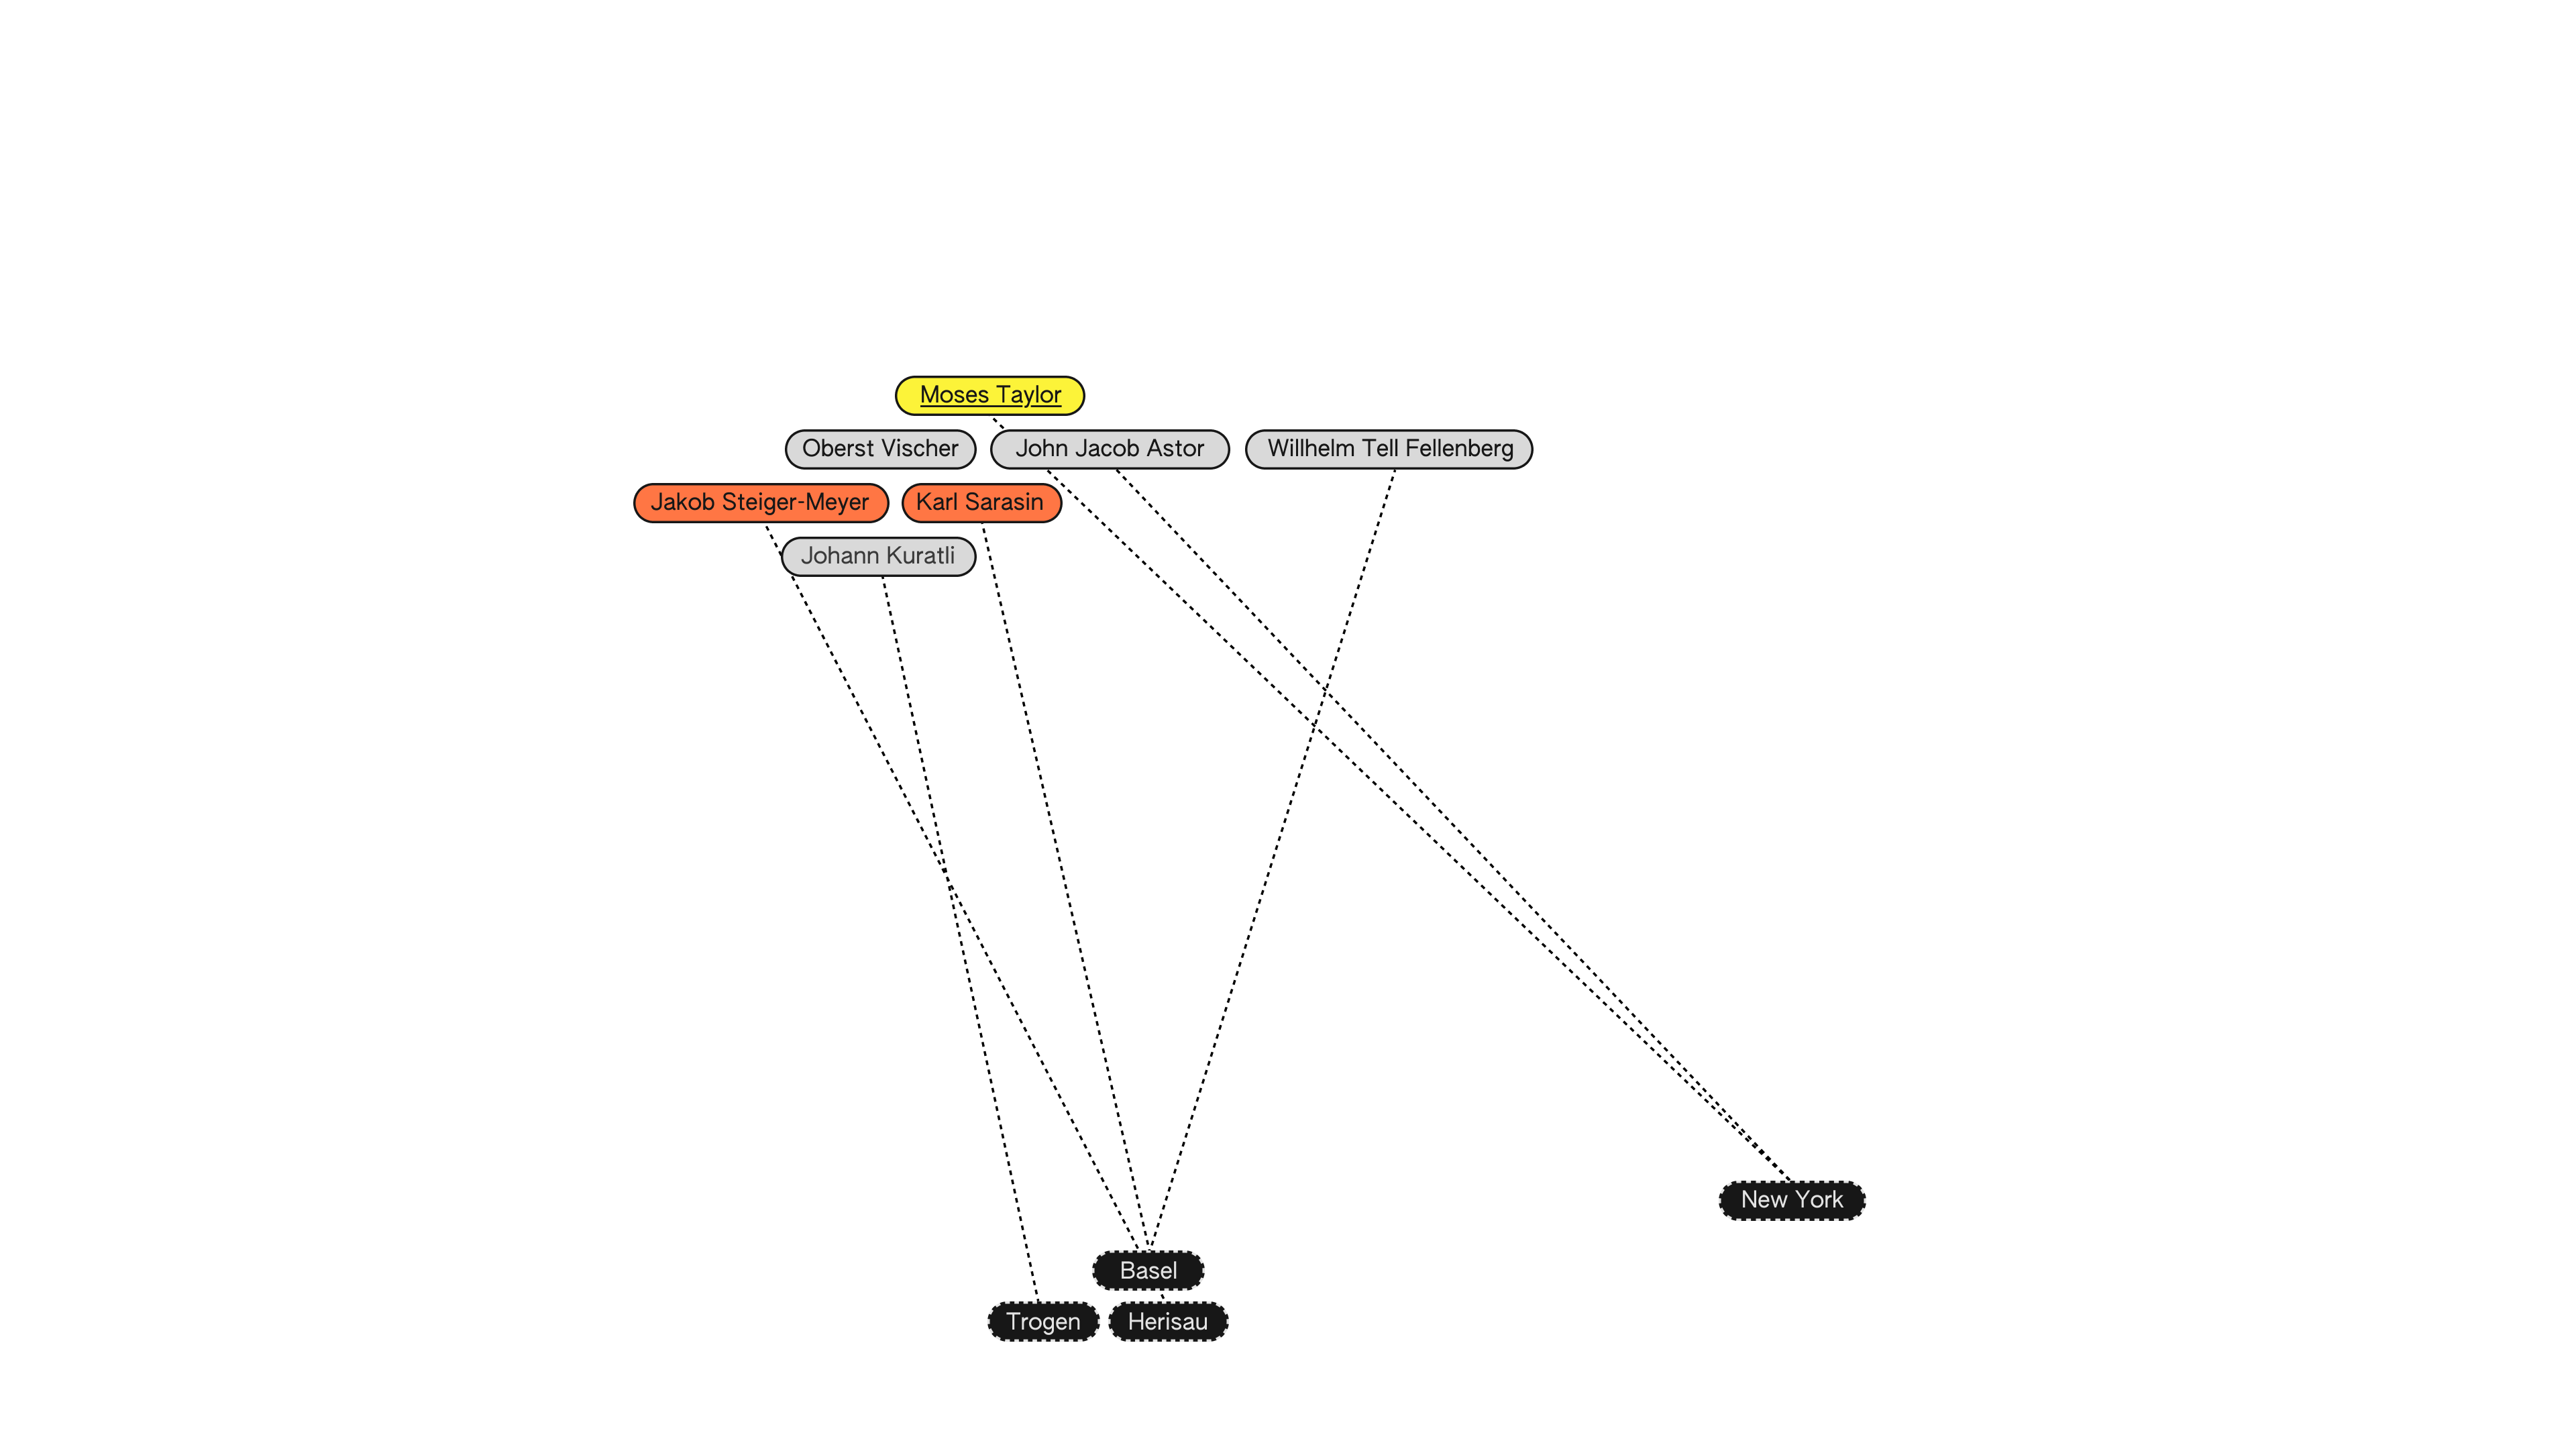 Moses Taylor
Oberst Vischer
John Jacob Astor
Willhelm Tell Fellenberg
Jakob Steiger-Meyer
Karl Sarasin
Johann Kuratli
New York
Basel
Trogen
Herisau